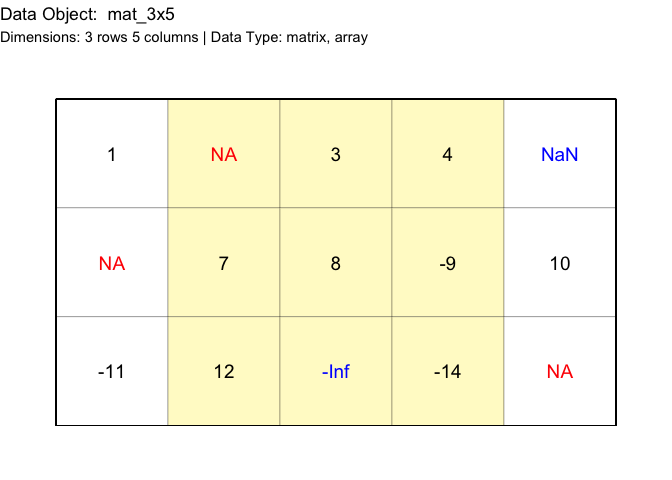 Data Object:  mat_3x5
Dimensions: 3 rows 5 columns | Data Type: matrix, array
1 NA 3 4 NaN
NA 7 8 -9 10
-11 12 -Inf -14 NA